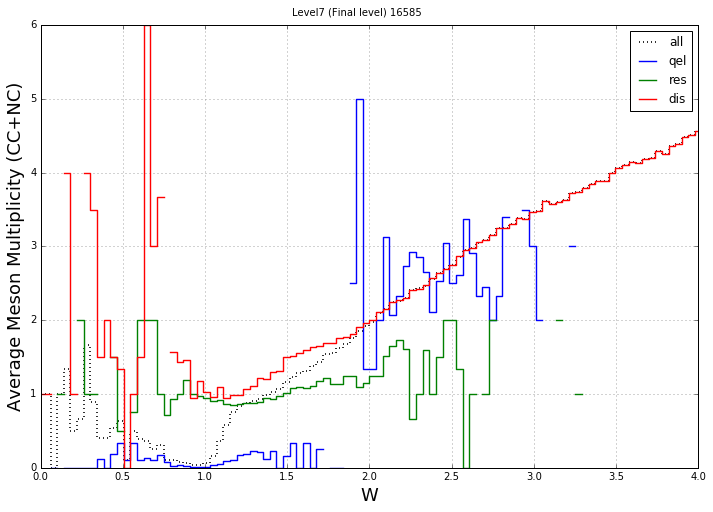 Level7 (Final level) 16585
Average Meson Multiplicity (CC+NC)
6
5
4
3
2
1
0
all
qel
res
dis
0.0 0.5 1.0 1.5 2.0 2.5 3.0 3.5 4.0
W